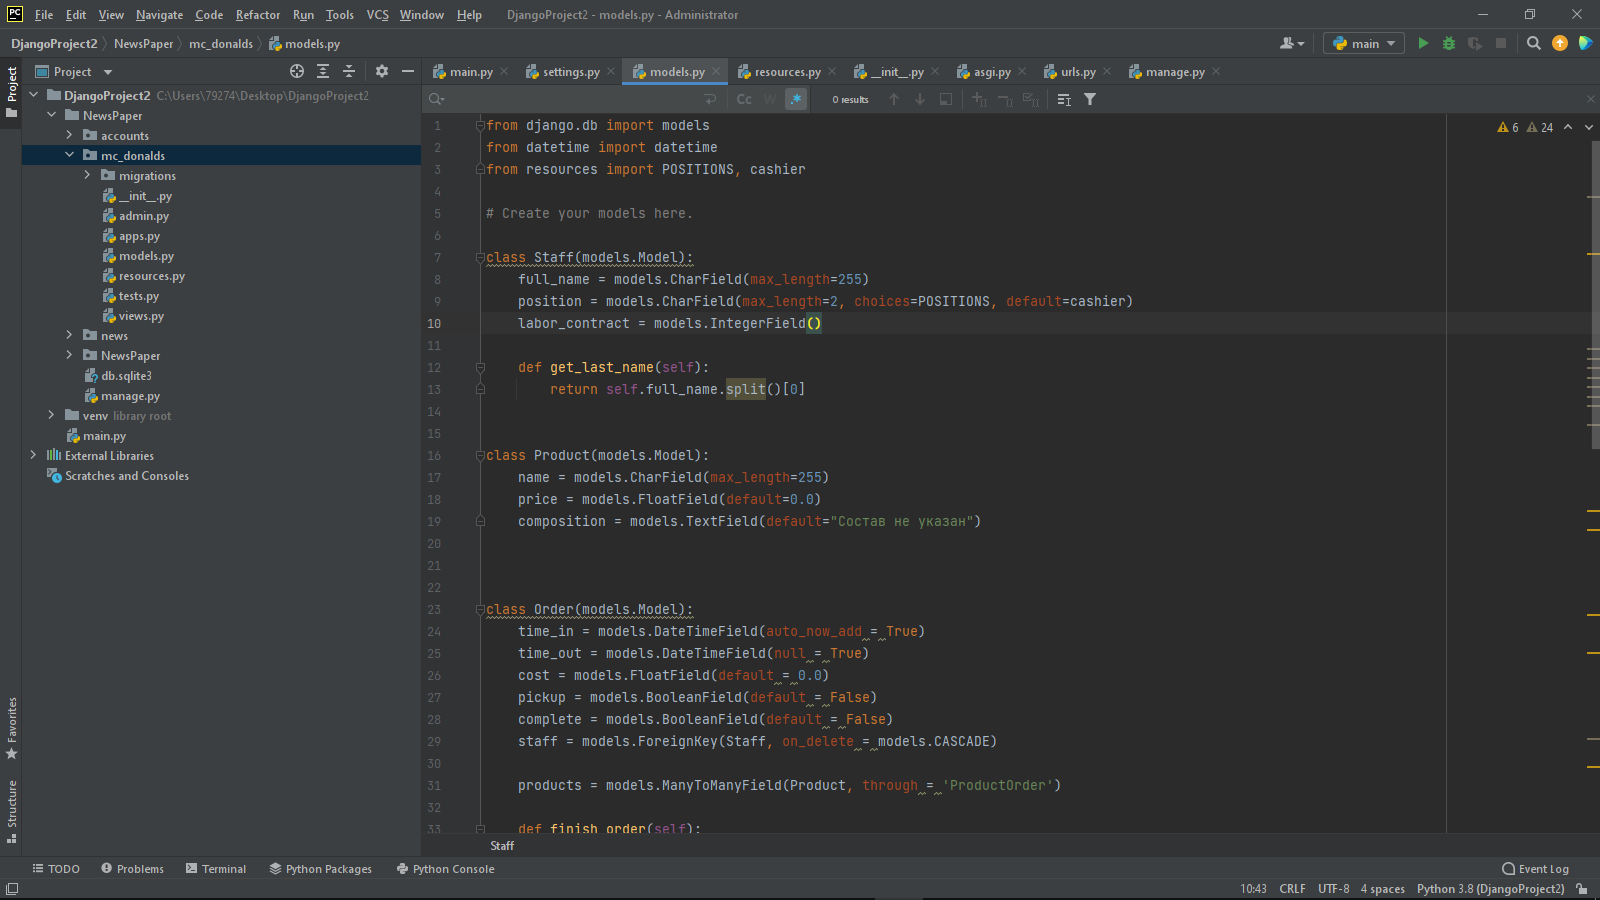 PC File Edit View Navigate Code Refactor Run Tools VCS Window Help DjangoProject2 - models.py - Administrator
DjangoProject2 NewsPaper mc_donalds models.py main
Project
Project
main.py settings.py models.py resources.py __init__.py asgi.py urls.py manage.py
DjangoProject2 C:\Users\79274\Desktop\DjangoProject2
NewsPaper
accounts
mc_donalds
migrations
__init__.py
admin.py
apps.py
models.py
resources.py
tests.py
views.py
news
NewsPaper
db.sqlite3
manage.py
venv library root
main.py
External Libraries
Scratches and Consoles
Favorites
Structure
Cc W .* 0 results
6 24
1 from django.db import models
2 from datetime import datetime
3 from resources import POSITIONS, cashier
4
5 # Create your models here.
6
7 class Staff(models.Model):
8 full_name = models.CharField(max_length=255)
9 position = models.CharField(max_length=2, choices=POSITIONS, default=cashier)
10 labor_contract = models.IntegerField()
11
12 def get_last_name(self):
13 return self.full_name.split()[0]
14
15
16 class Product(models.Model):
17 name = models.CharField(max_length=255)
18 price = models.FloatField(default=0.0)
19 composition = models.TextField(default="Состав не указан")
20
21
22
23 class Order(models.Model):
24 time_in = models.DateTimeField(auto_now_add = True)
25 time_out = models.DateTimeField(null = True)
26 cost = models.FloatField(default = 0.0)
27 pickup = models.BooleanField(default = False)
28 complete = models.BooleanField(default = False)
29 staff = models.ForeignKey(Staff, on_delete = models.CASCADE)
30
31 products = models.ManyToManyField(Product, through = 'ProductOrder')
32
33 def finish_order(self):
Staff
TODO Problems Terminal Python Packages Python Console Event Log
10:43 CRLF UTF-8 4 spaces Python 3.8 (DjangoProject2)